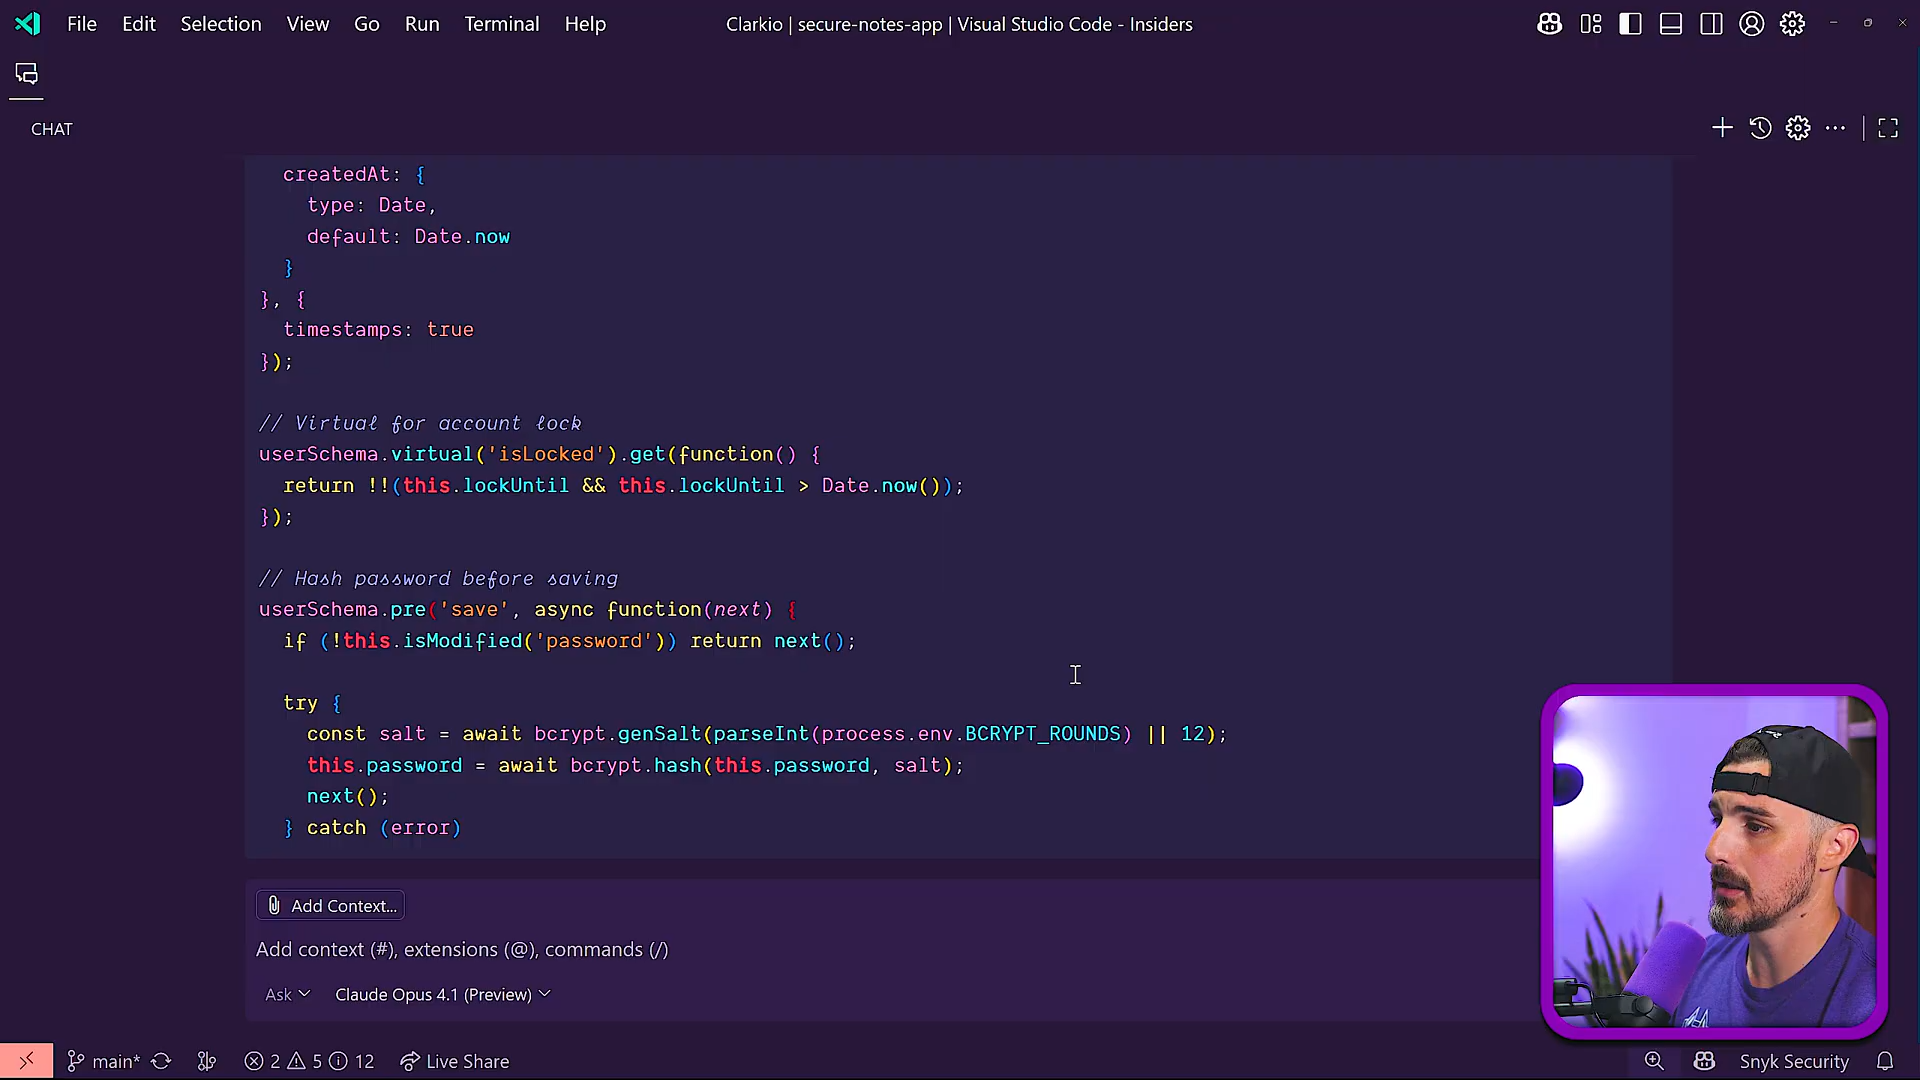 File Edit Selection View Go Run Terminal Help
Clarkio | secure-notes-app | Visual Studio Code - Insiders
CHAT
createdAt: {
type: Date,
default: Date.now
}
}, {
timestamps: true
});
// Virtual for account lock
userSchema.virtual('isLocked').get(function() {
return !!(this.lockUntil && this.lockUntil > Date.now());
});
// Hash password before saving
userSchema.pre('save', async function(next) {
if (!this.isModified('password')) return next();
try {
const salt = await bcrypt.genSalt(parseInt(process.env.BCRYPT_ROUNDS) || 12);
this.password = await bcrypt.hash(this.password, salt);
next();
} catch (error)
Add Context...
Add context (#), extensions (@), commands (/)
Ask Claude Opus 4.1 (Preview)
main* 2 5 12 Live Share Snyk Security